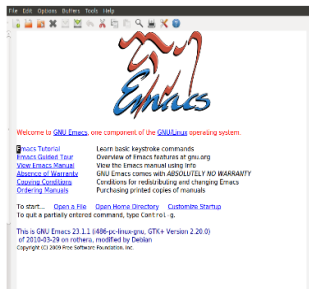 File Edit Options Buffers Tools Help
Emacs
Welcome to GNU Emacs, one component of the GNU/Linux operating system.
Emacs Tutorial Learn basic keystroke commands
Emacs Guided Tour Overview of Emacs features at gnu.org
View Emacs Manual View the Emacs manual using Info
Absence of Warranty GNU Emacs comes with ABSOLUTELY NO WARRANTY
Copying Conditions Conditions for redistributing and changing Emacs
Ordering Manuals Purchasing printed copies of manuals
To start... Open a File Open Home Directory Customize Startup
To quit a partially entered command, type Control-g.
This is GNU Emacs 23.1.1 (i486-pc-linux-gnu, GTK+ Version 2.20.0)
of 2010-03-29 on rothera, modified by Debian
Copyright (C) 2009 Free Software Foundation, Inc.